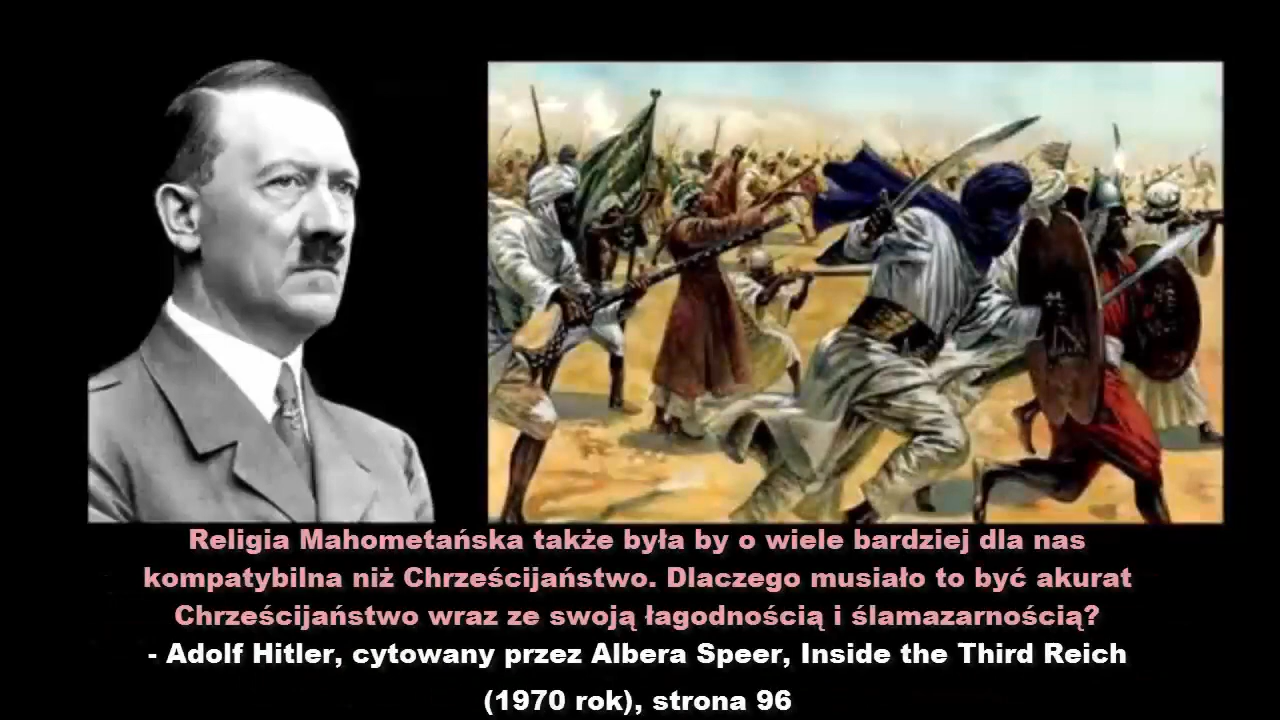 Religia Mahometańska także była by o wiele bardziej dla nas
kompatybilna niż Chrześcijaństwo. Dlaczego musiało to być akurat
Chrześcijaństwo wraz ze swoją łagodnością i ślamazarnością?
- Adolf Hitler, cytowany przez Albera Speer, Inside the Third Reich
(1970 rok), strona 96